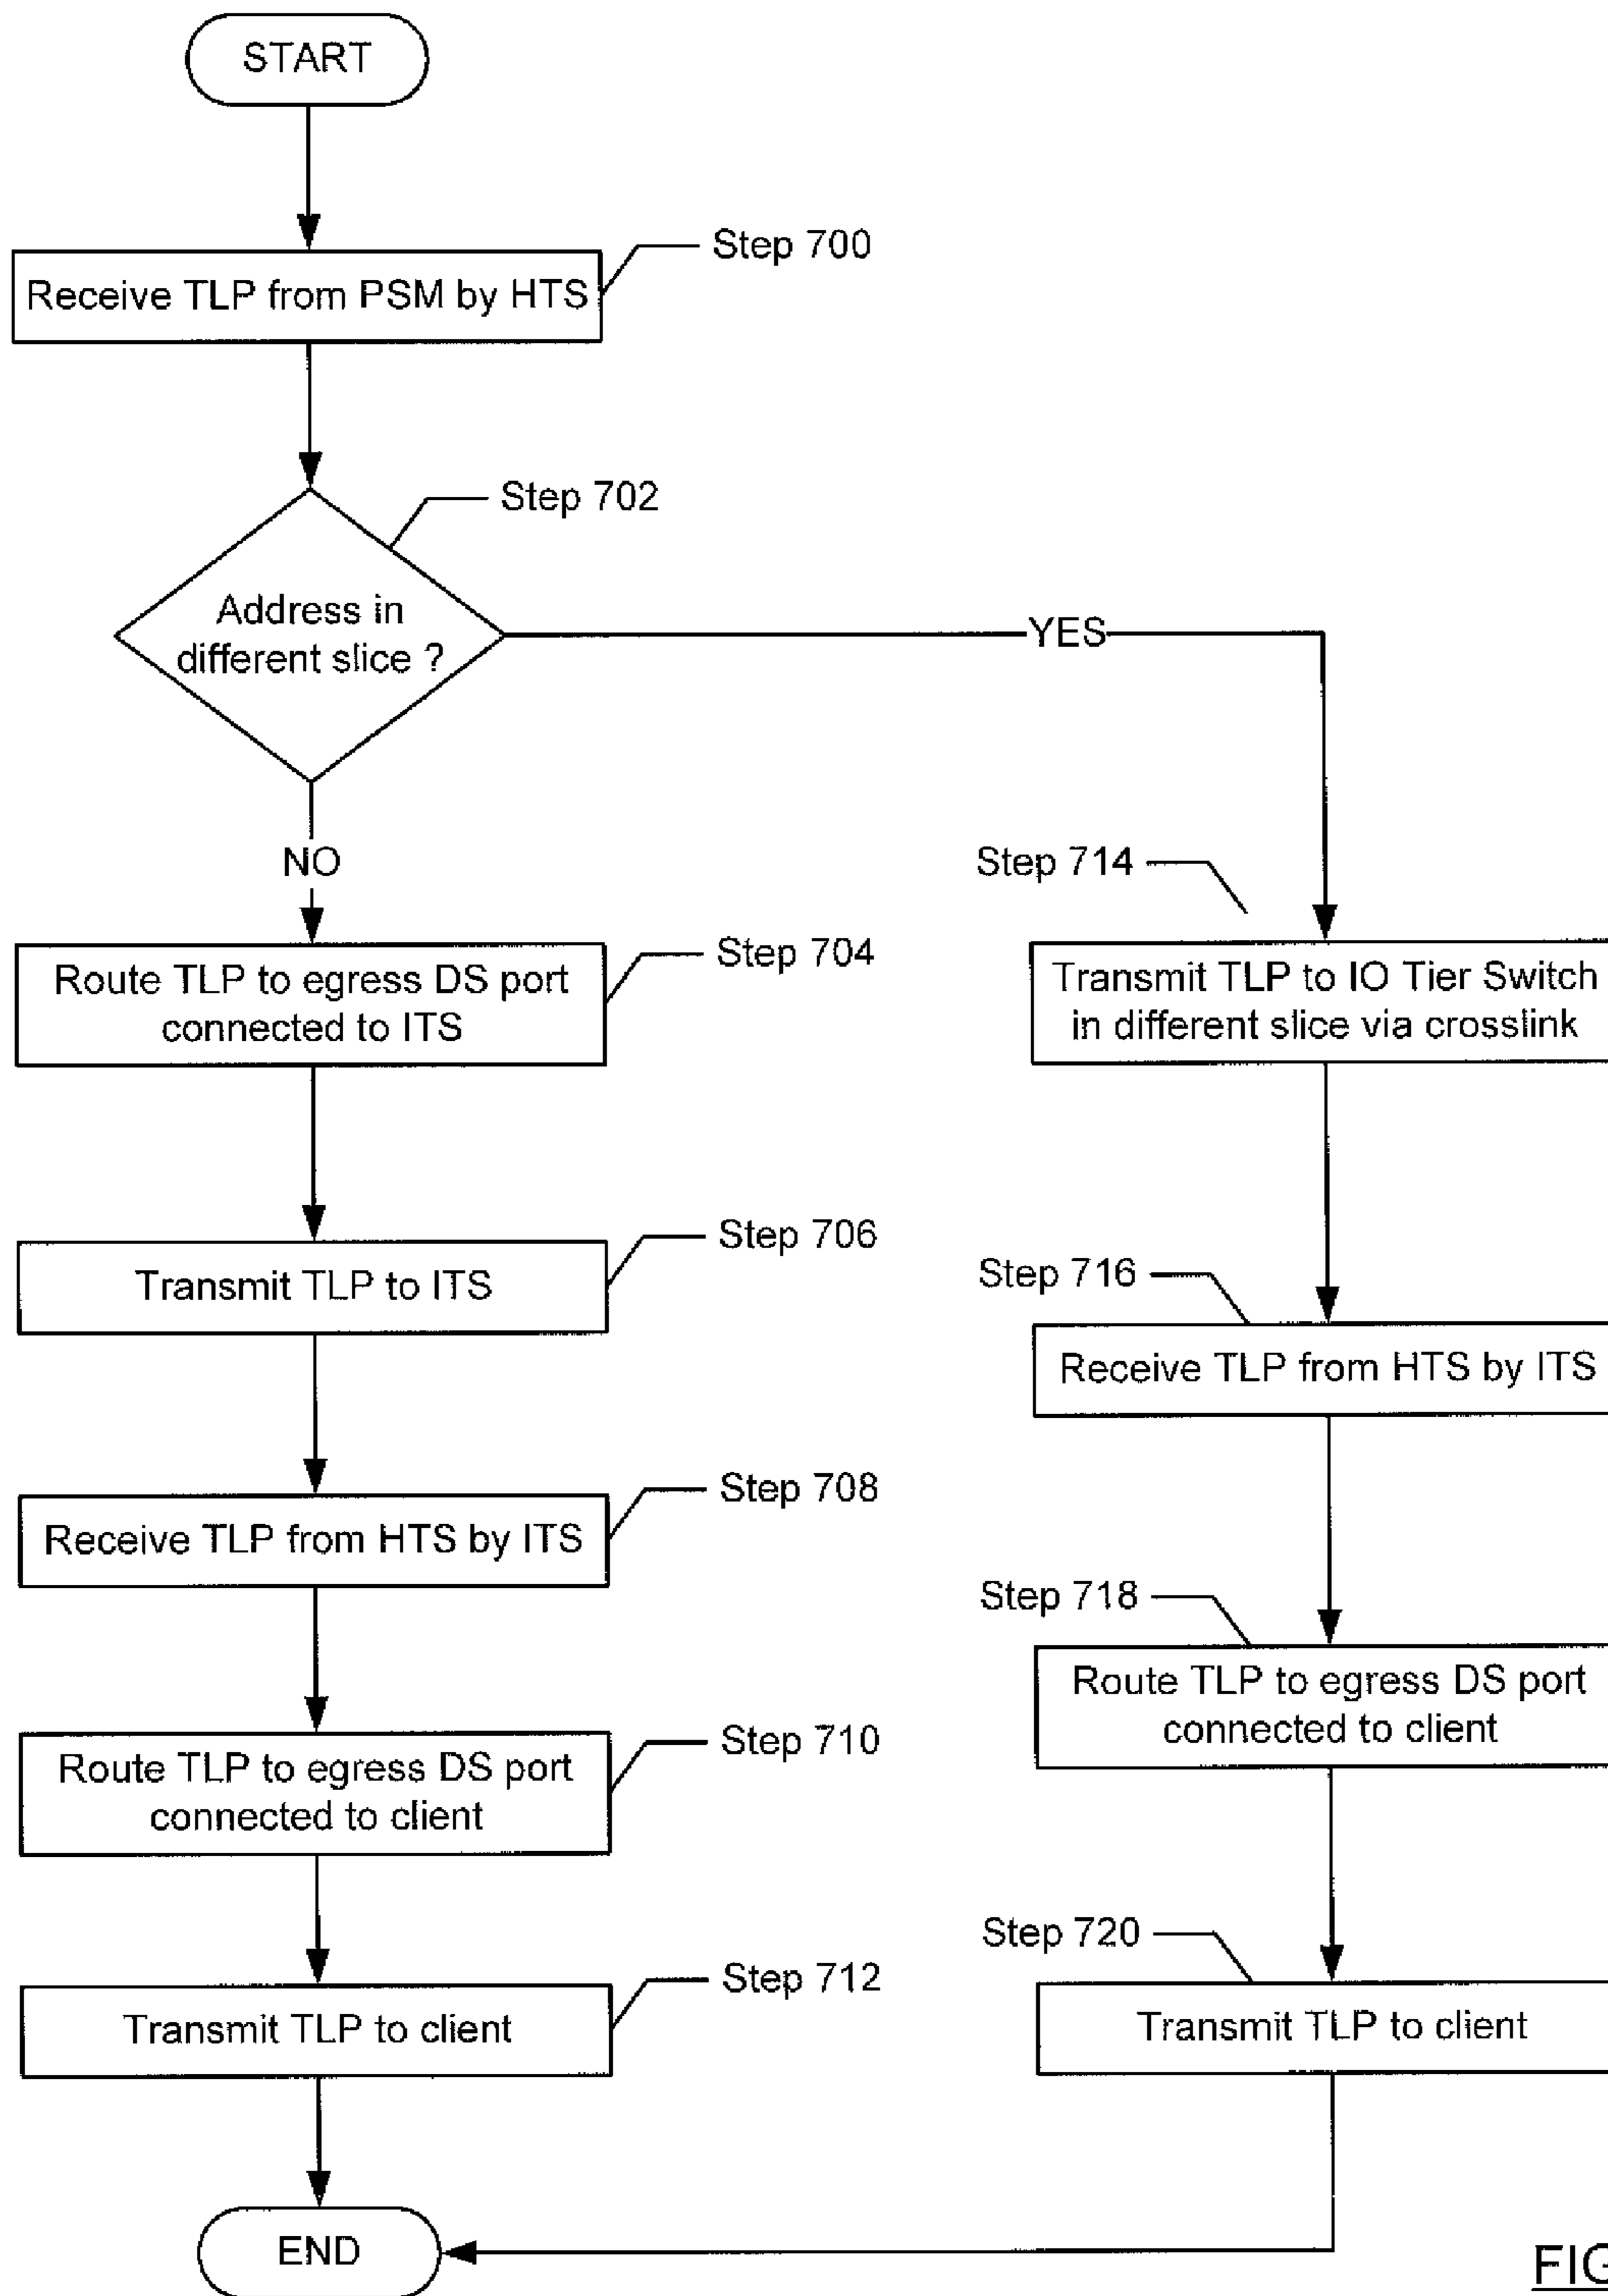 START
Step 700
Receive TLP from PSM by HTS
Step 702
Address in
different slice ?
YES
NO
Step 704
Route TLP to egress DS port
connected to ITS
Step 706
Transmit TLP to ITS
Step 708
Receive TLP from HTS by ITS
Step 710
Route TLP to egress DS port
connected to client
Step 712
Transmit TLP to client
Step 714
Transmit TLP to IO Tier Switch
in different slice via crosslink
Step 716
Receive TLP from HTS by ITS
Step 718
Route TLP to egress DS port
connected to client
Step 720
Transmit TLP to client
END
FIG